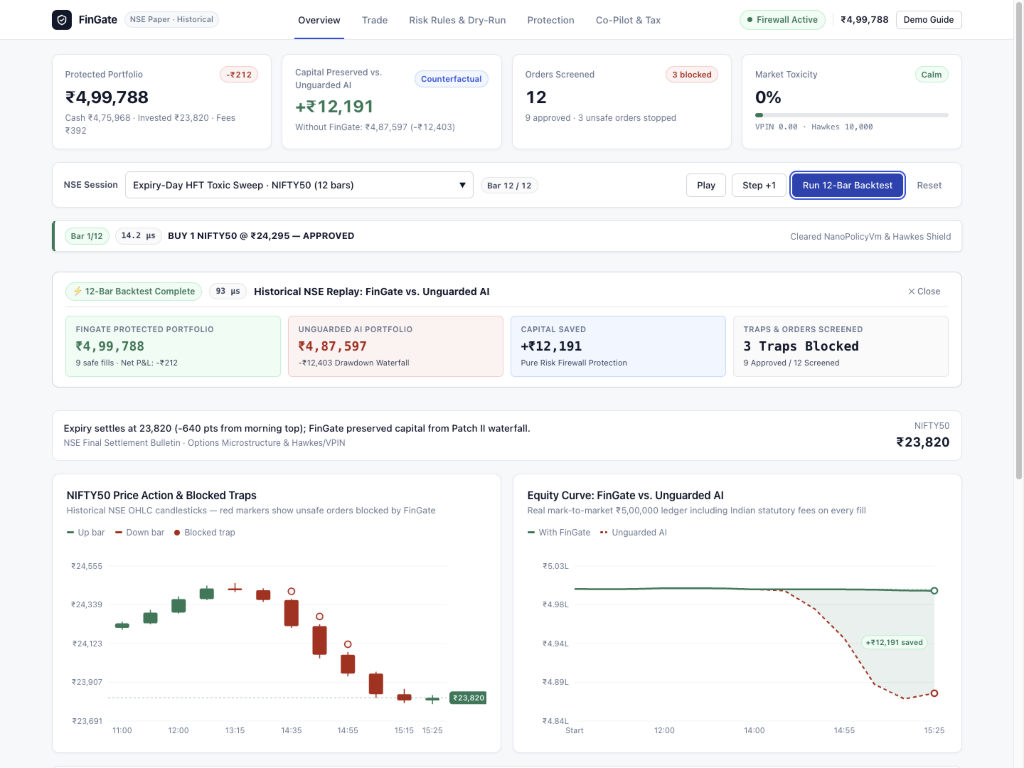 FinGate NSE Paper · Historical Overview Trade Risk Rules & Dry-Run Protection Co-Pilot & Tax Firewall Active ₹4,99,788 Demo Guide
Protected Portfolio -₹212
₹4,99,788
Cash ₹4,75,968 · Invested ₹23,820 · Fees
₹392
Capital Preserved vs.
Unguarded AI Counterfactual
+₹12,191
Without FinGate: ₹4,87,597 (-₹12,403)
Orders Screened 3 blocked
12
9 approved · 3 unsafe orders stopped
Market Toxicity Calm
0%
VPIN 0.00 · Hawkes 10,000
NSE Session Expiry-Day HFT Toxic Sweep · NIFTY50 (12 bars) Bar 12 / 12 Play Step +1 Run 12-Bar Backtest Reset
Bar 1/12 14.2 µs BUY 1 NIFTY50 @ ₹24,295 — APPROVED Cleared NanoPolicyVm & Hawkes Shield
⚡ 12-Bar Backtest Complete 93 µs Historical NSE Replay: FinGate vs. Unguarded AI × Close
FINGATE PROTECTED PORTFOLIO
₹4,99,788
9 safe fills · Net P&L: -₹212
UNGUARDED AI PORTFOLIO
₹4,87,597
-₹12,403 Drawdown Waterfall
CAPITAL SAVED
+₹12,191
Pure Risk Firewall Protection
TRAPS & ORDERS SCREENED
3 Traps Blocked
9 Approved / 12 Screened
Expiry settles at 23,820 (-640 pts from morning top); FinGate preserved capital from Patch II waterfall.
NSE Final Settlement Bulletin · Options Microstructure & Hawkes/VPIN
NIFTY50
₹23,820
NIFTY50 Price Action & Blocked Traps
Historical NSE OHLC candlesticks — red markers show unsafe orders blocked by FinGate
Up bar Down bar Blocked trap
₹24,555
₹24,339
₹24,123
₹23,907
₹23,820
₹23,691
11:00 12:00 13:15 14:35 14:55 15:15 15:25
Equity Curve: FinGate vs. Unguarded AI
Real mark-to-market ₹5,00,000 ledger including Indian statutory fees on every fill
With FinGate Unguarded AI
₹5.03L
₹4.98L
₹4.94L
+₹12,191 saved
₹4.89L
₹4.84L
Start 12:00 14:00 14:55 15:25